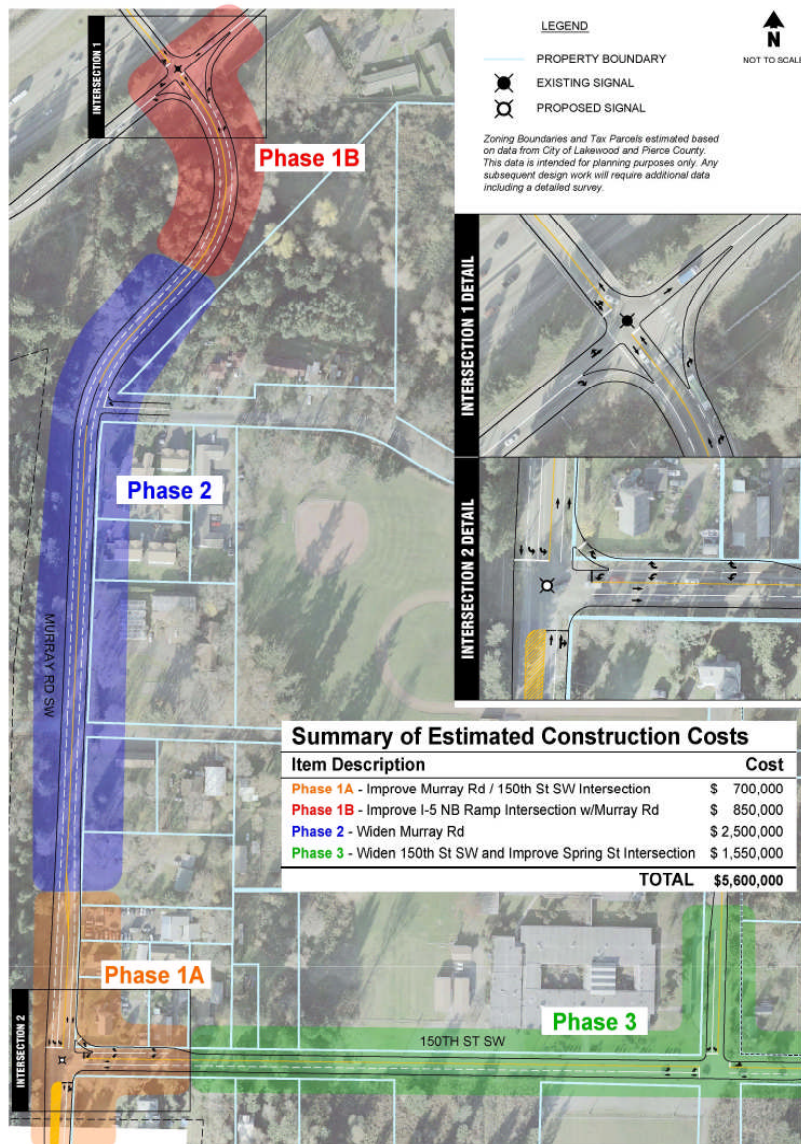 LEGEND
PROPERTY BOUNDARY
EXISTING SIGNAL
PROPOSED SIGNAL
N
NOT TO SCALE
Zoning Boundaries and Tax Parcels estimated based
on data from City of Lakewood and Pierce County.
This data is intended for planning purposes only. Any
subsequent design work will require additional data
including a detailed survey.
INTERSECTION 1
Phase 1B
INTERSECTION 1 DETAIL
Phase 2
INTERSECTION 2 DETAIL
MURRAY RD SW
Summary of Estimated Construction Costs
Item Description Cost
Phase 1A - Improve Murray Rd / 150th St SW Intersection $ 700,000
Phase 1B - Improve I-5 NB Ramp Intersection w/Murray Rd $ 850,000
Phase 2 - Widen Murray Rd $ 2,500,000
Phase 3 - Widen 150th St SW and Improve Spring St Intersection $ 1,550,000
TOTAL $5,600,000
Phase 1A
INTERSECTION 2
Phase 3
150TH ST SW